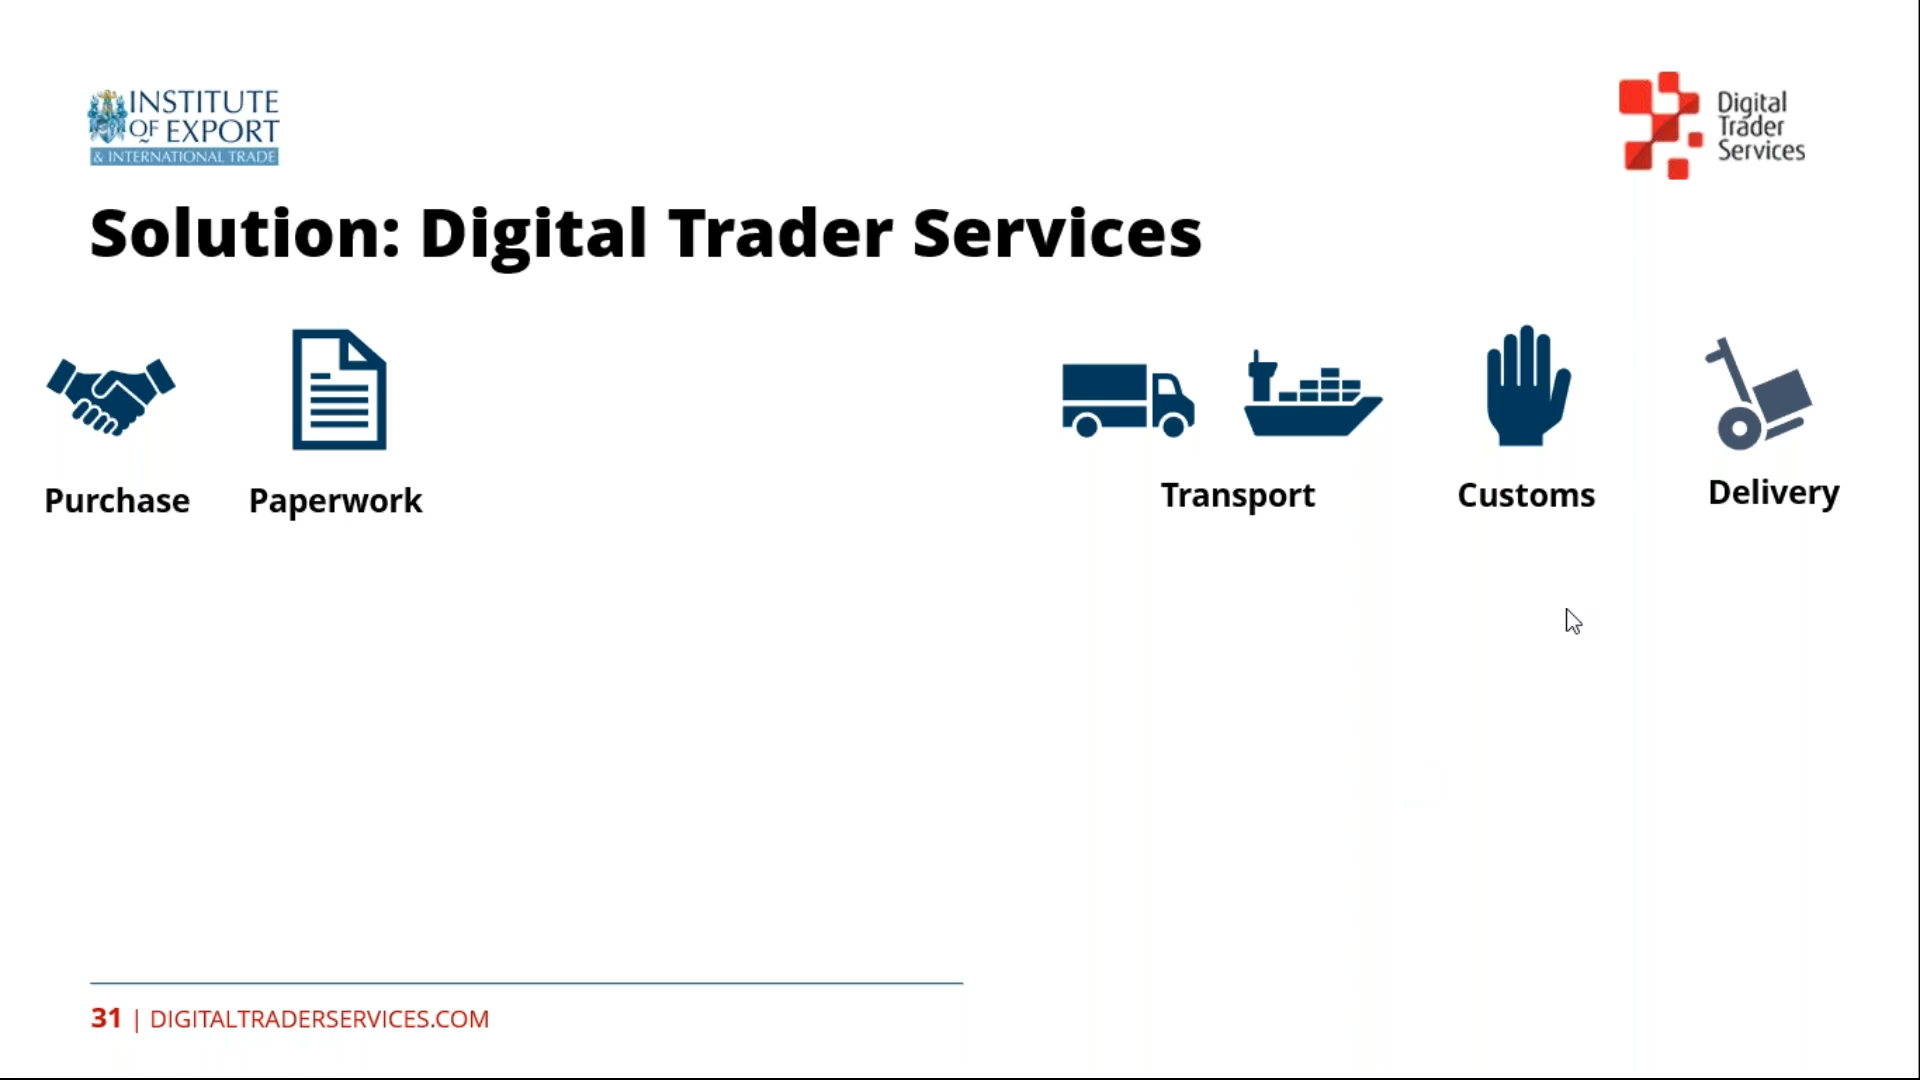 INSTITUTE
OF EXPORT
& INTERNATIONAL TRADE
Digital
Trader
Services
Solution: Digital Trader Services
Purchase
Paperwork
Transport
Customs
Delivery
31 | DIGITALTRADERSERVICES.COM